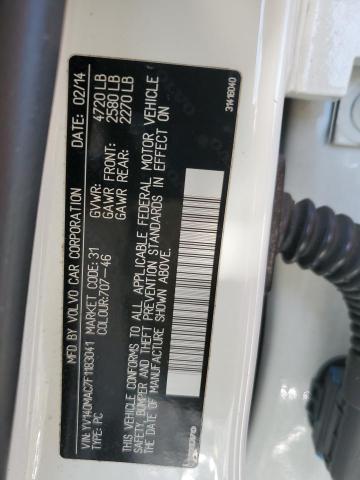 MFD BY VOLVO CAR CORPORATION DATE: 02/14
GVWR: 4720 LB
GAWR FRONT: 2580 LB
GAWR REAR: 2270 LB
VIN: YV140MAC7F1183041 MARKET CODE: 31
TYPE: PC COLOUR: 707-46
THIS VEHICLE CONFORMS TO ALL APPLICABLE FEDERAL MOTOR VEHICLE
SAFETY, BUMPER AND THEFT PREVENTION STANDARDS IN EFFECT ON
THE DATE OF MANUFACTURE SHOWN ABOVE.
VOLVO
31418040